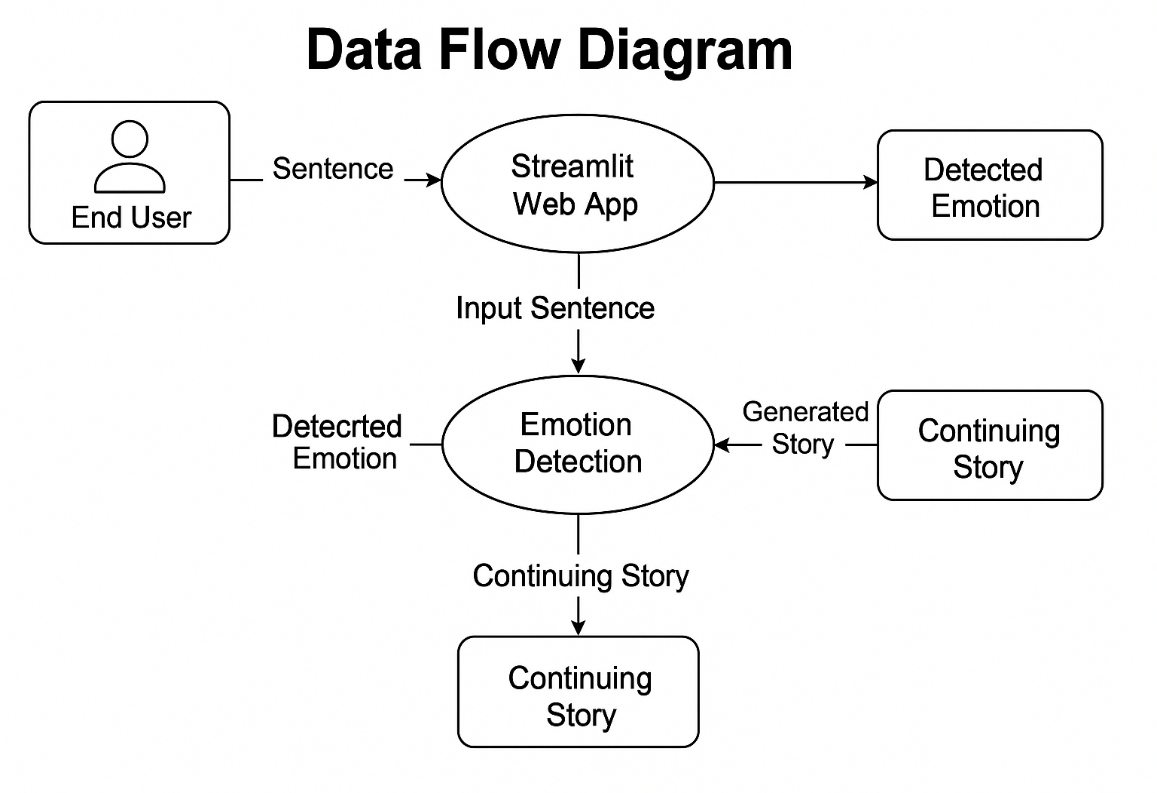 Data Flow Diagram
End User
Sentence
Streamlit
Web App
Detected
Emotion
Input Sentence
Detecrted
Emotion
Emotion
Detection
Generated
Story
Continuing
Story
Continuing Story
Continuing
Story